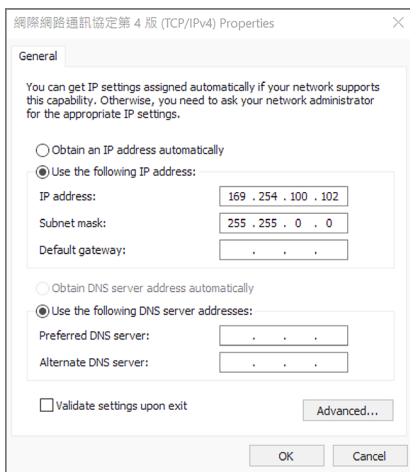 網際網路通訊協定第 4 版 (TCP/IPv4) Properties
General
You can get IP settings assigned automatically if your network supports
this capability. Otherwise, you need to ask your network administrator
for the appropriate IP settings.
Obtain an IP address automatically
Use the following IP address:
IP address: 169 . 254 . 100 . 102
Subnet mask: 255 . 255 . 0 . 0
Default gateway: . . .
Obtain DNS server address automatically
Use the following DNS server addresses:
Preferred DNS server: . . .
Alternate DNS server: . . .
Validate settings upon exit
Advanced...
OK Cancel